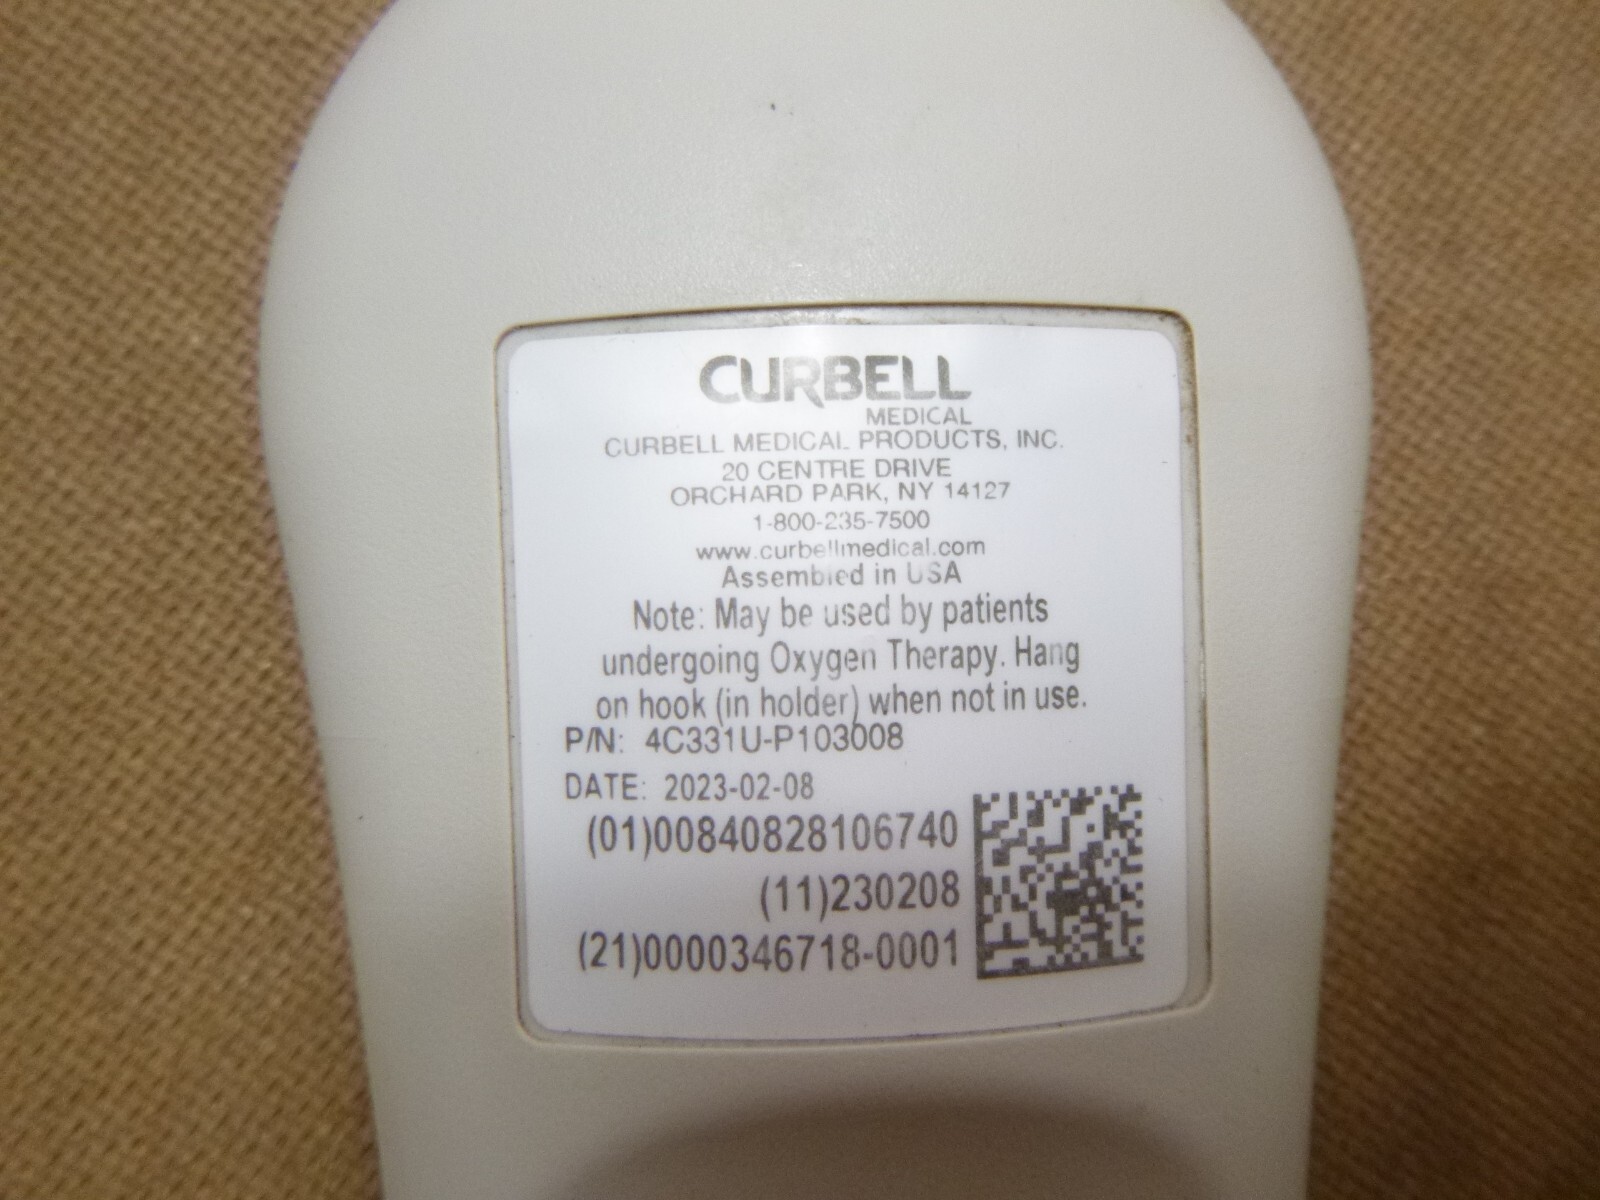 CURBELL
MEDICAL
CURBELL MEDICAL PRODUCTS, INC.
20 CENTRE DRIVE
ORCHARD PARK, NY 14127
1-800-235-7500
www.curbellmedical.com
Assembled in USA
Note: May be used by patients
undergoing Oxygen Therapy. Hang
on hook (in holder) when not in use.
P/N: 4C331U-P103008
DATE: 2023-02-08
(01)00840828106740
(11)230208
(21)0000346718-0001